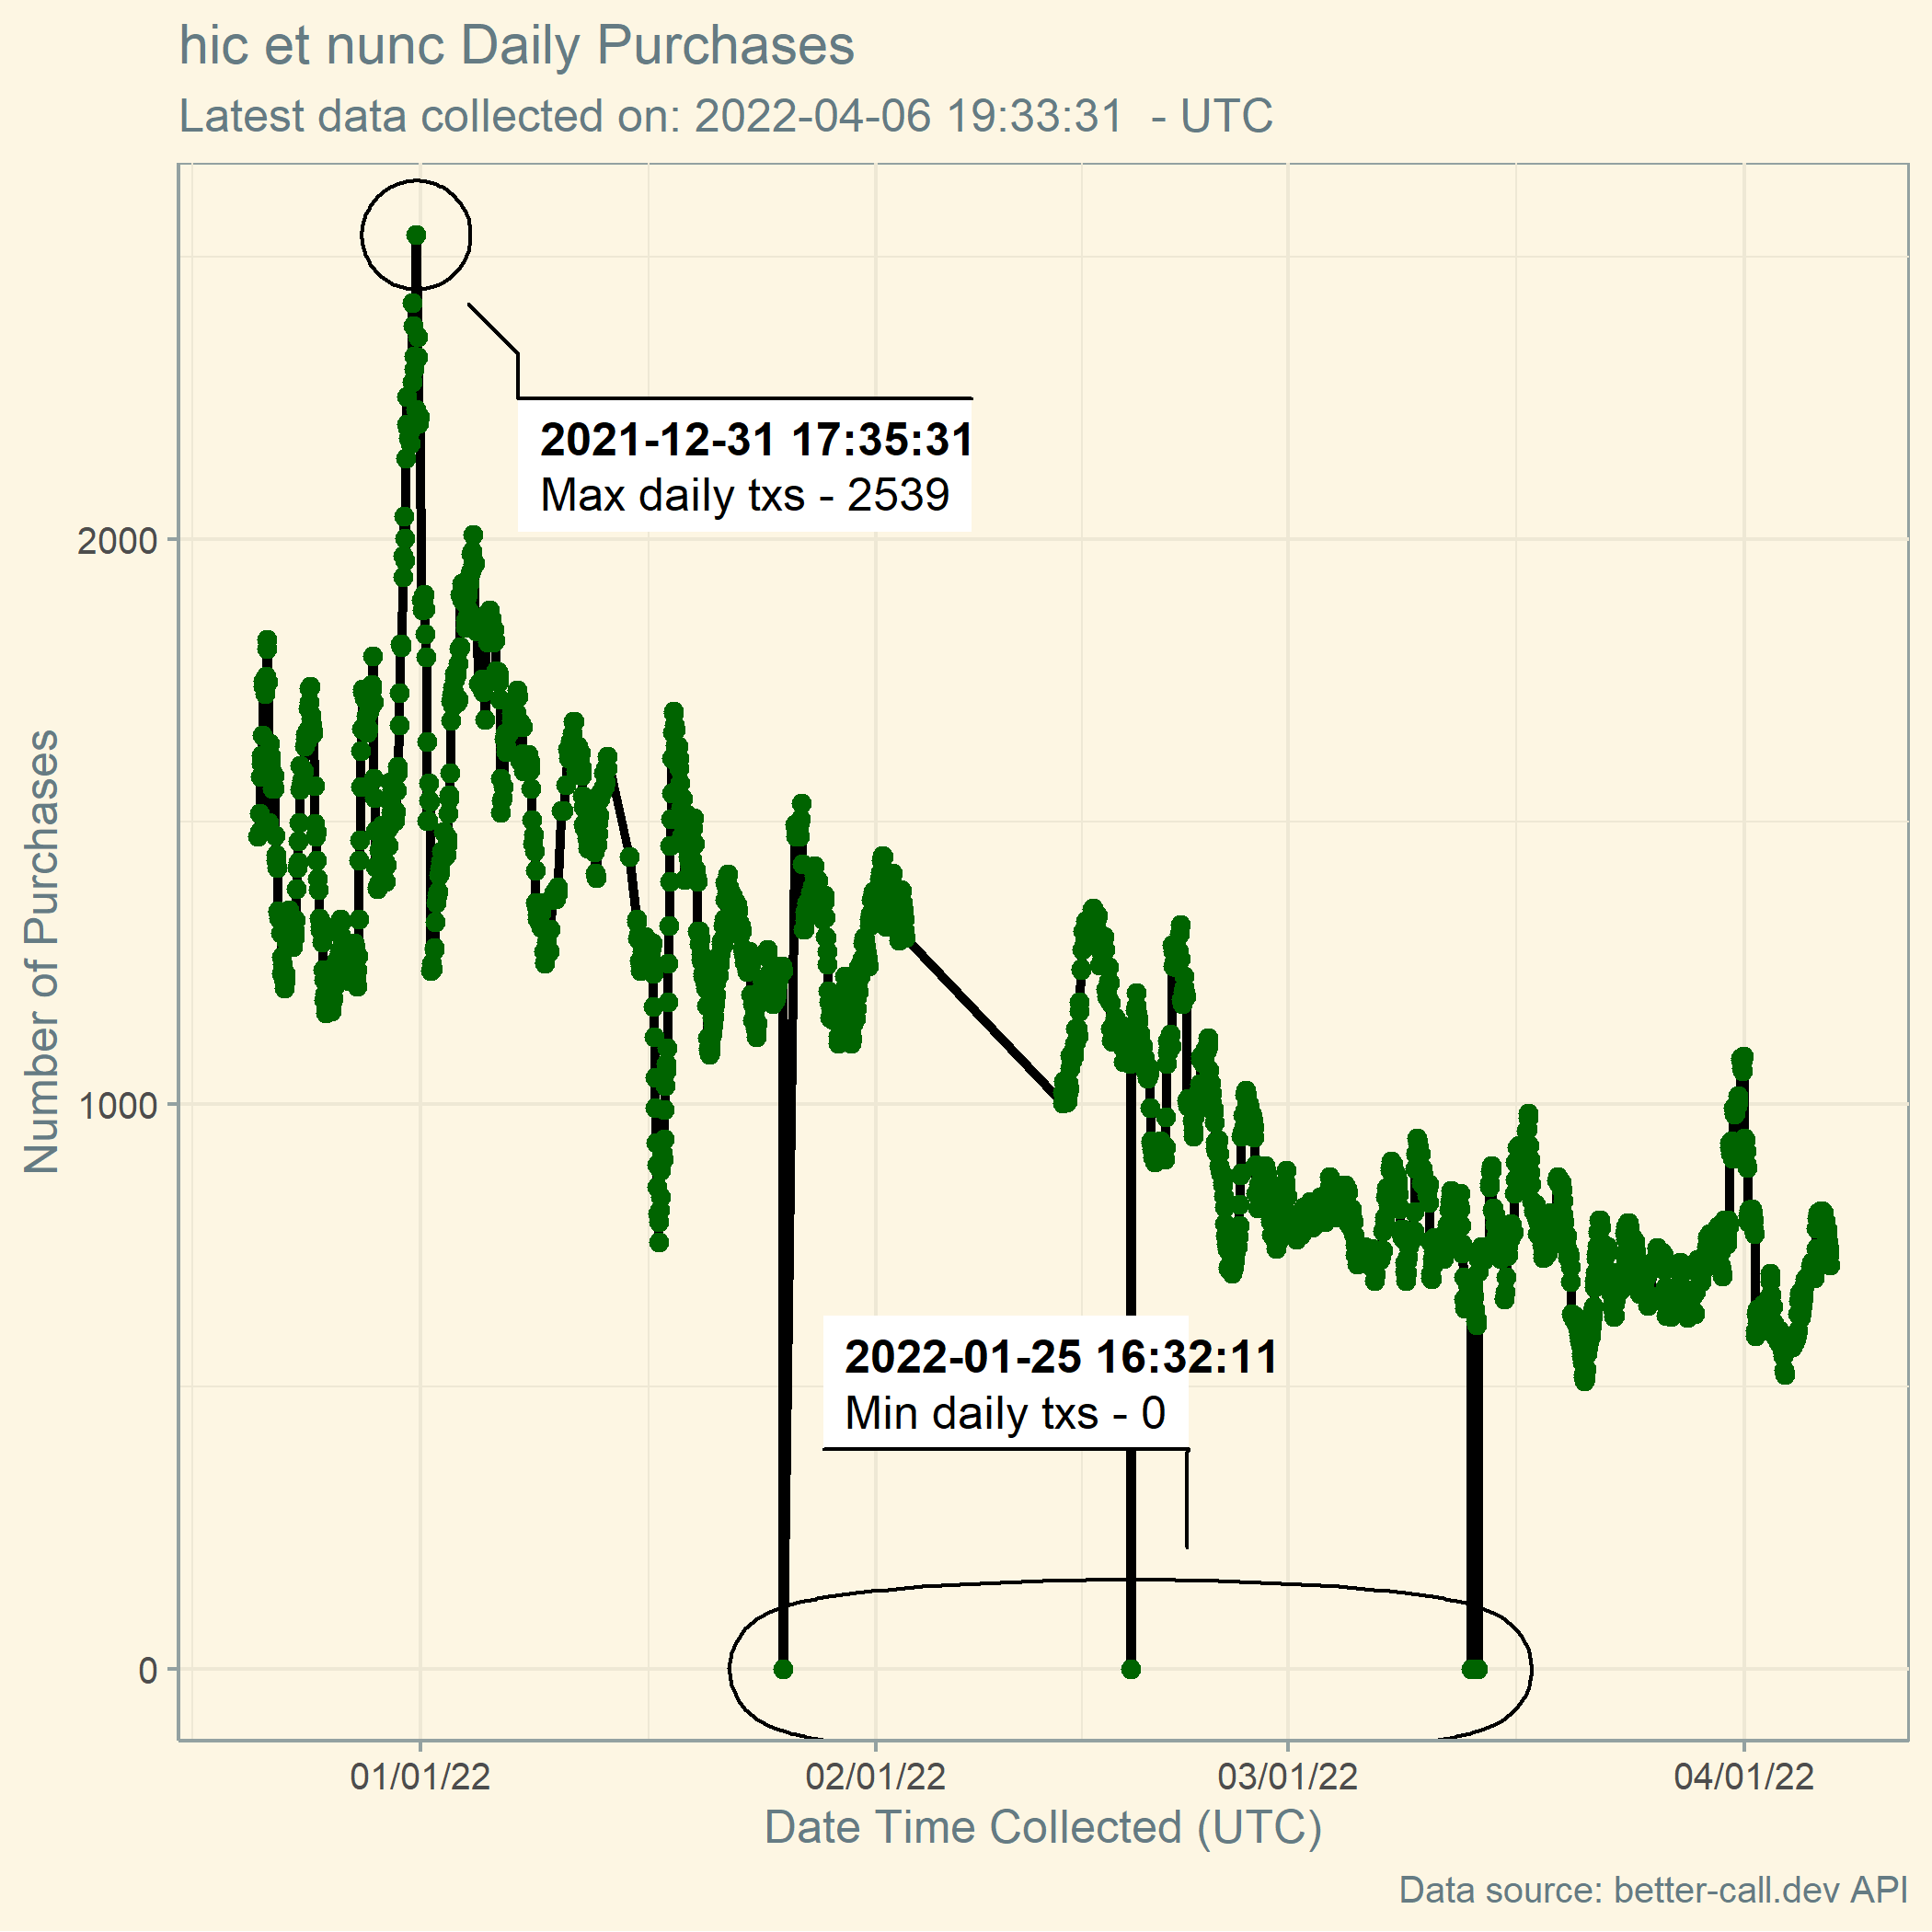 hic et nunc Daily Purchases
Latest data collected on: 2022-04-06 19:33:31  - UTC
2021-12-31 17:35:31
Max daily txs - 2539
2022-01-25 16:32:11
Min daily txs - 0
Number of Purchases
2000
1000
0
01/01/22
02/01/22
03/01/22
04/01/22
Date Time Collected (UTC)
Data source: better-call.dev API